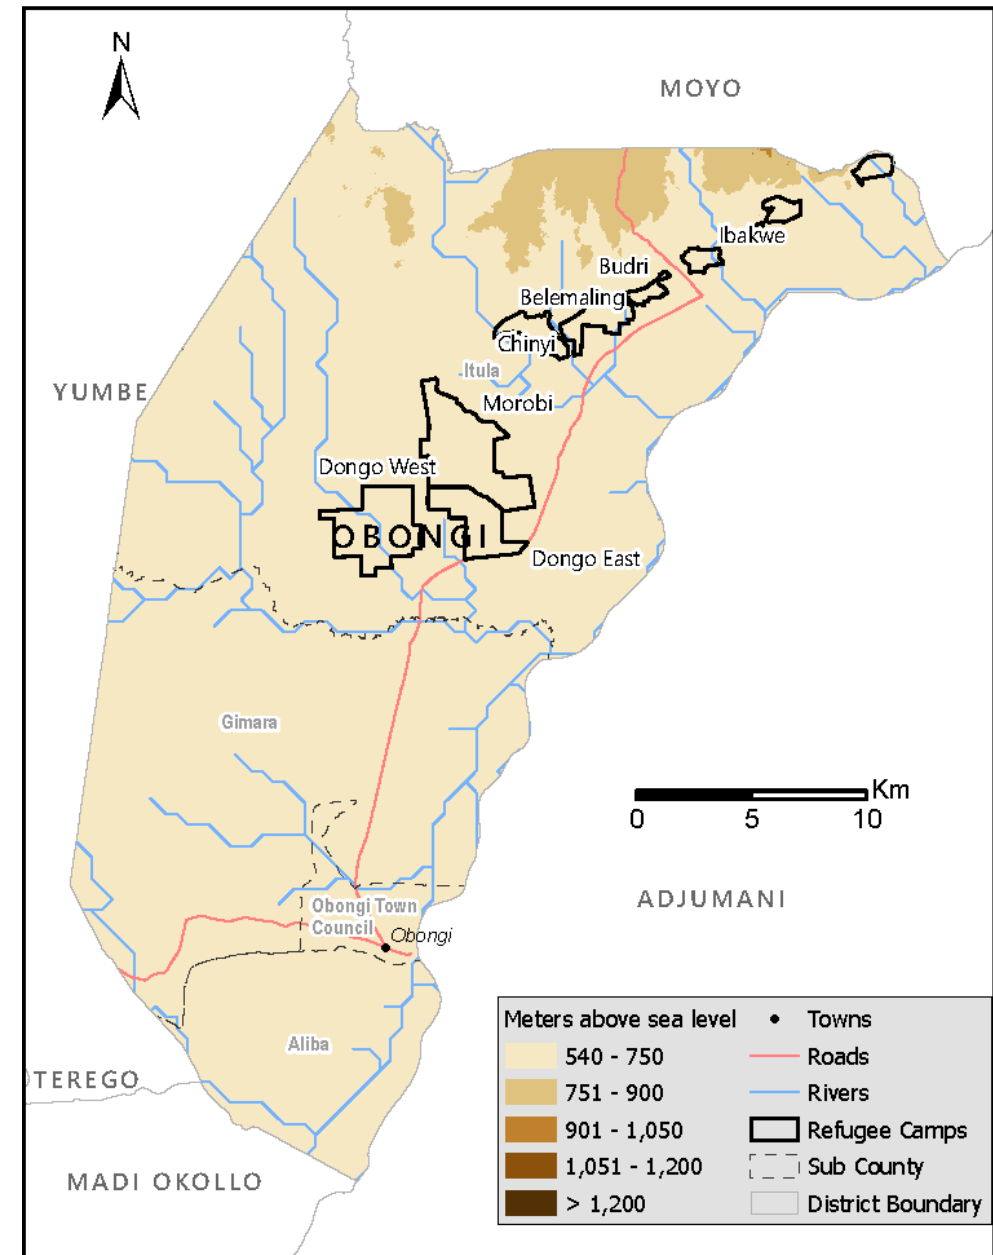 N
MOYO
Ibakwe
Budri
Belemaling
Chinyi
Itula
YUMBE
Morobi
Dongo West
OBONGI
Dongo East
Gimara
Km
0 5 10
ADJUMANI
Obongi Town
Council
Obongi
Aliba
TEREGO
MADI OKOLLO
Meters above sea level
540 - 750
751 - 900
901 - 1,050
1,051 - 1,200
> 1,200
Towns
Roads
Rivers
Refugee Camps
Sub County
District Boundary